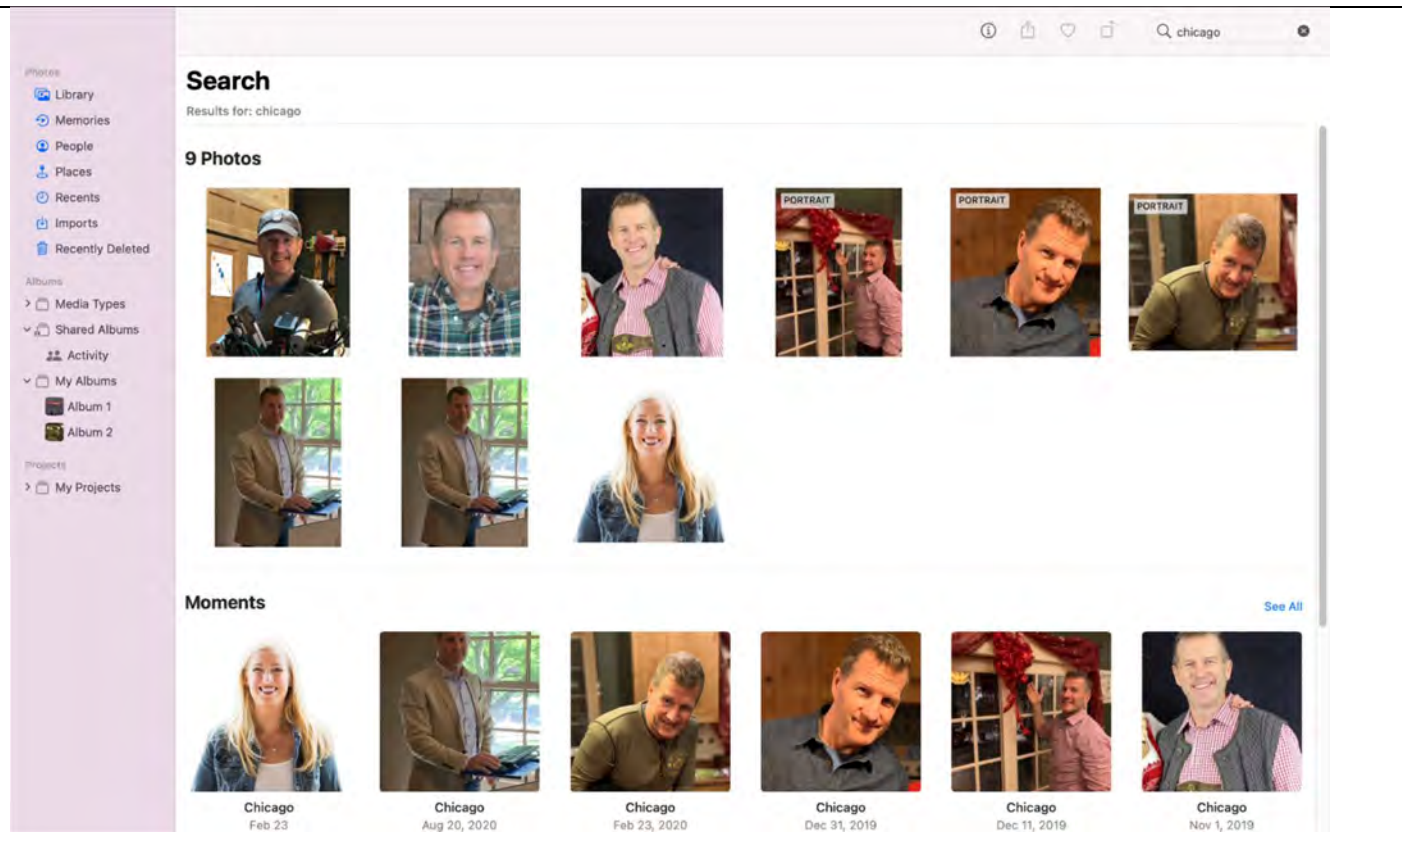 chicago
Photos
Library
Memories
People
Places
Recents
Imports
Recently Deleted
Albums
Media Types
Shared Albums
Activity
My Albums
Album 1
Album 2
Projects
My Projects
Search
Results for: chicago
9 Photos
PORTRAIT
PORTRAIT
PORTRAIT
Moments
See All
Chicago
Feb 23
Chicago
Aug 20, 2020
Chicago
Feb 23, 2020
Chicago
Dec 31, 2019
Chicago
Dec 11, 2019
Chicago
Nov 1, 2019